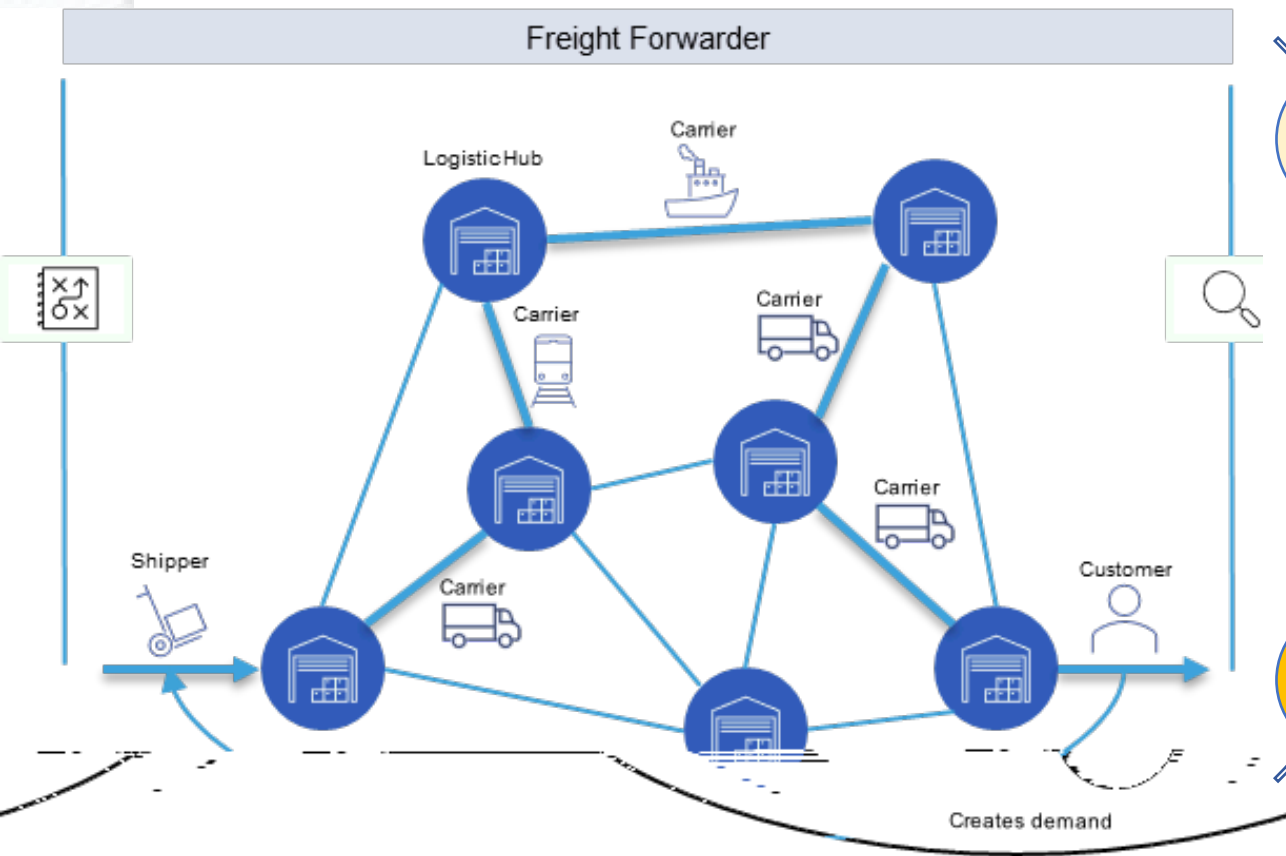 Freight Forwarder
Carrier
Logistic Hub
Carrier
Carrier
Carrier
Shipper
Customer
Carrier
Creates demand